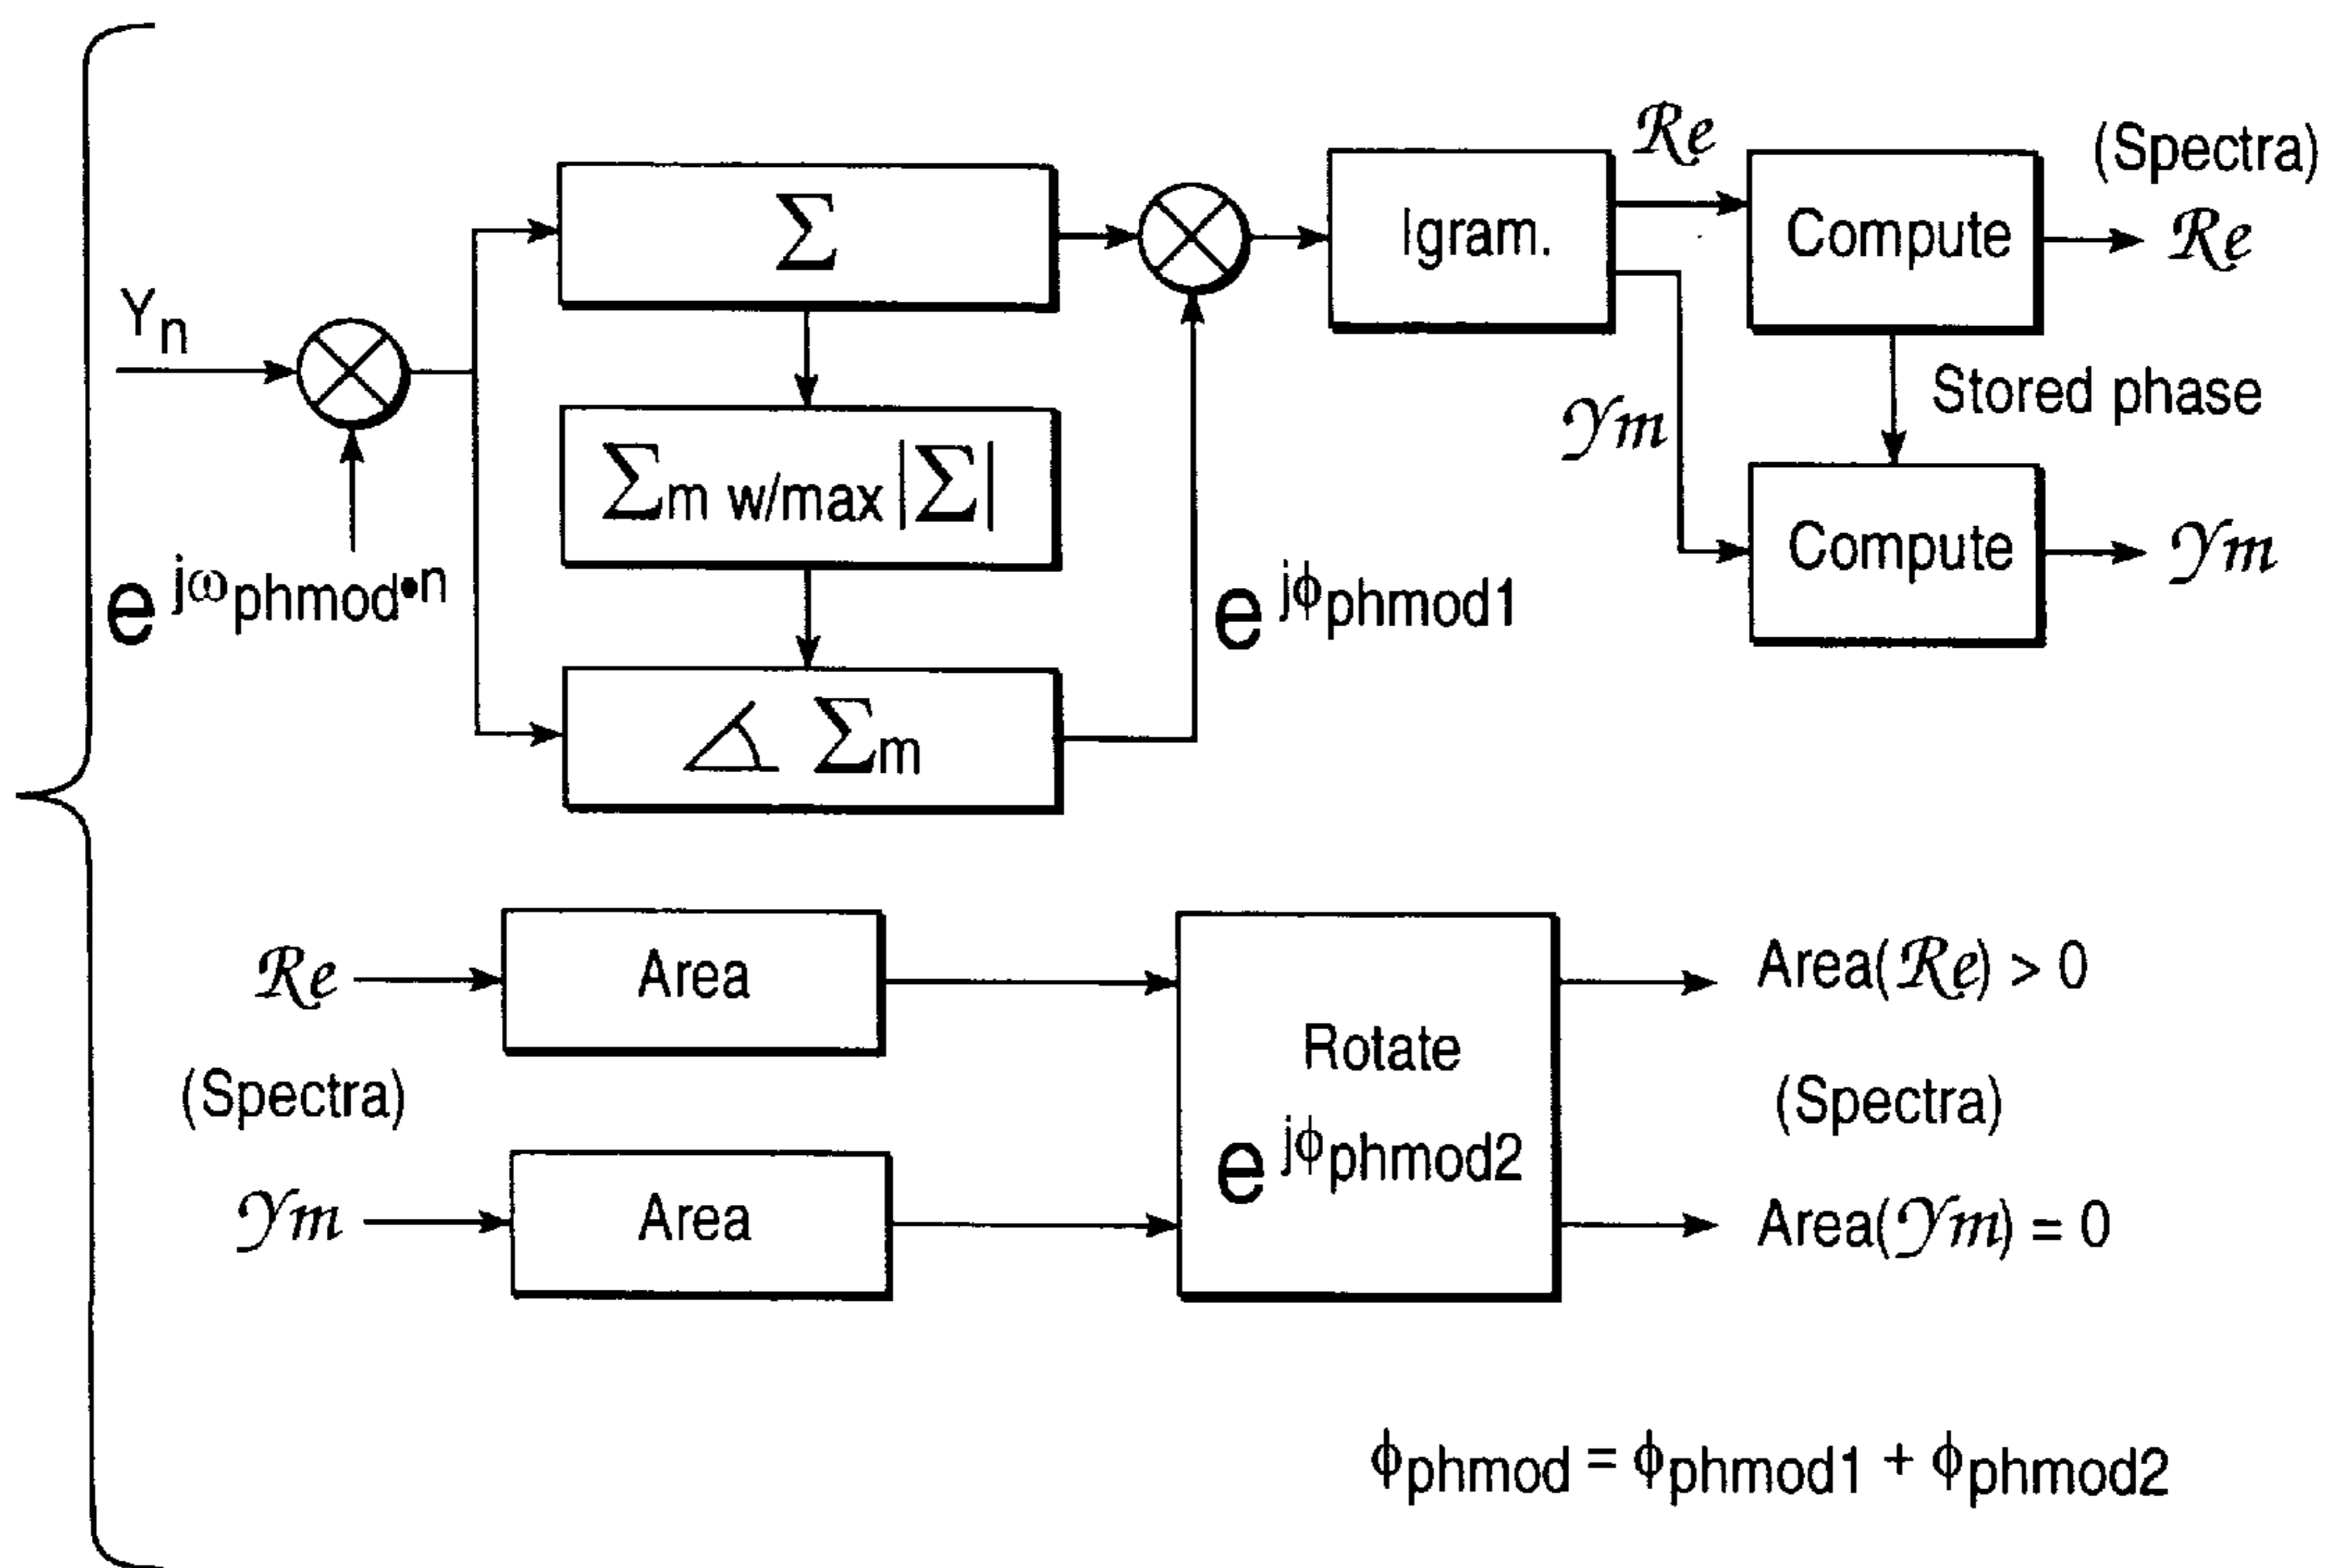 Yn
e jωphmod•n
Σ
Σm w/max |Σ|
∡ Σm
e jϕphmod1
Igram.
Re
Ym
Compute
Stored phase
Compute
(Spectra)
Re
Ym
Re
(Spectra)
Ym
Area
Area
Rotate
e jϕphmod2
Area(Re) > 0
(Spectra)
Area(Ym) = 0
ϕphmod = ϕphmod1 + ϕphmod2